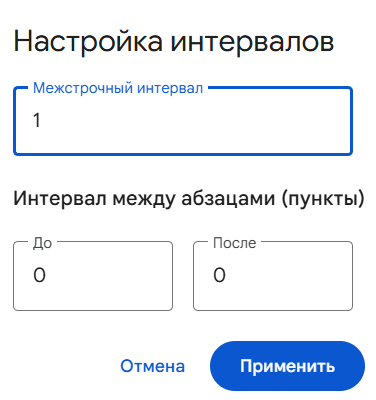 Настройка интервалов
Межстрочный интервал
1
Интервал между абзацами (пункты)
До После
0 0
Отмена Применить